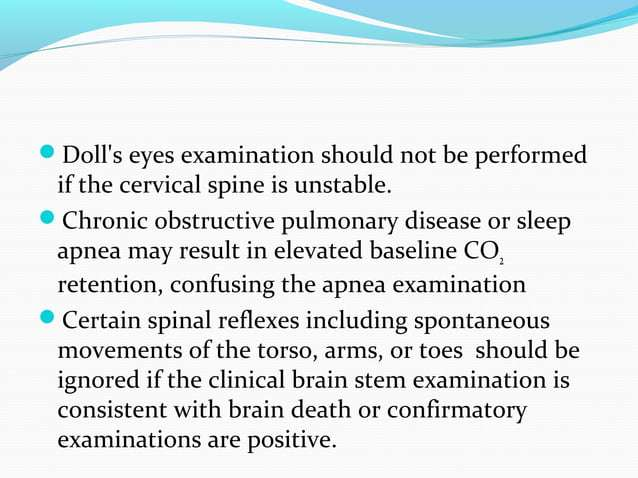 Doll's eyes examination should not be performed
if the cervical spine is unstable.
Chronic obstructive pulmonary disease or sleep
apnea may result in elevated baseline CO₂
retention, confusing the apnea examination
Certain spinal reflexes including spontaneous
movements of the torso, arms, or toes  should be
ignored if the clinical brain stem examination is
consistent with brain death or confirmatory
examinations are positive.